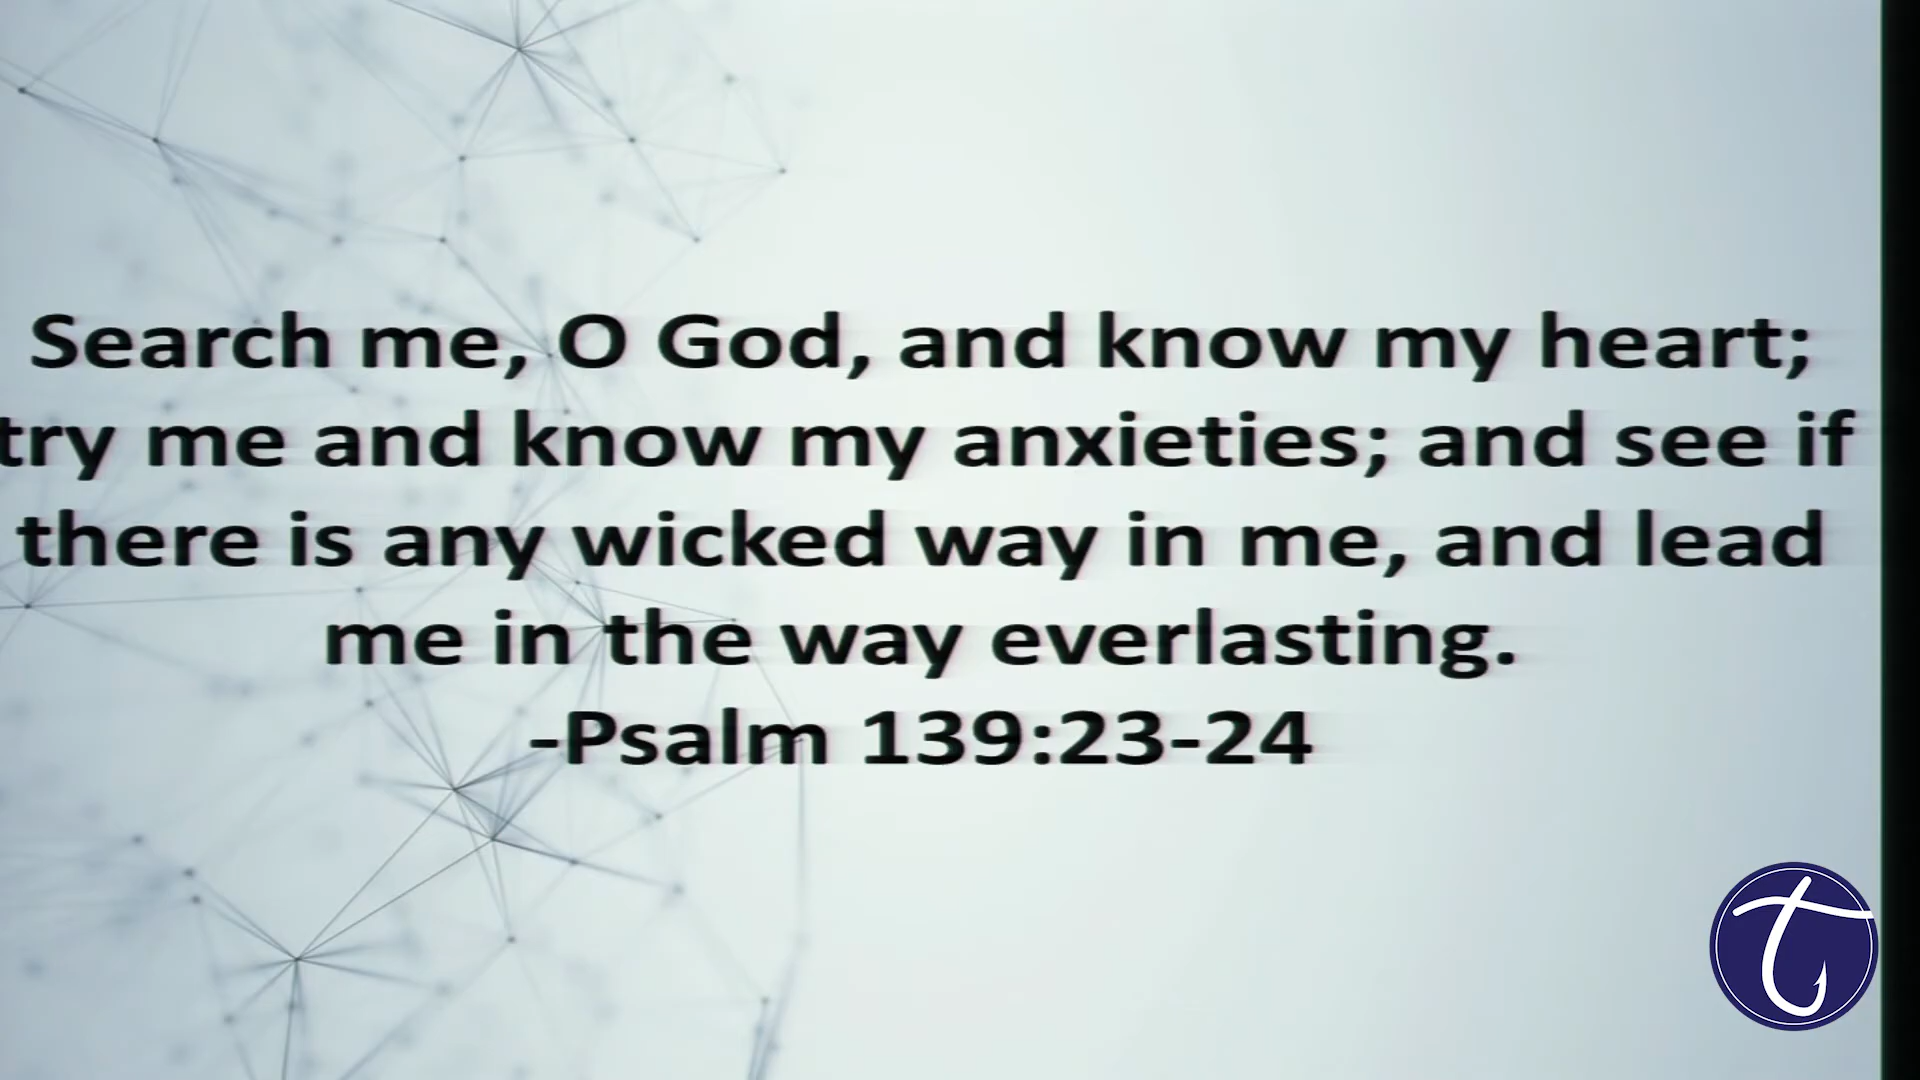 Search me, O God, and know my heart;
try me and know my anxieties; and see if
there is any wicked way in me, and lead
me in the way everlasting.
-Psalm 139:23-24